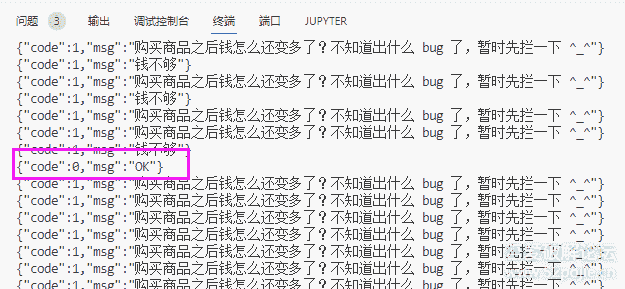 问题 3 输出 调试控制台 终端 端口 JUPYTER
{"code":1,"msg":"购买商品之后钱怎么还变多了？不知道出什么 bug 了，暂时先拦一下 ^_^"}
{"code":1,"msg":"钱不够"}
{"code":1,"msg":"购买商品之后钱怎么还变多了？不知道出什么 bug 了，暂时先拦一下 ^_^"}
{"code":1,"msg":"钱不够"}
{"code":1,"msg":"购买商品之后钱怎么还变多了？不知道出什么 bug 了，暂时先拦一下 ^_^"}
{"code":1,"msg":"购买商品之后钱怎么还变多了？不知道出什么 bug 了，暂时先拦一下 ^_^"}
{"code":1,"msg":"钱不够"}
{"code":0,"msg":"OK"}
{"code":1,"msg":"购买商品之后钱怎么还变多了？不知道出什么 bug 了，暂时先拦一下 ^_^"}
{"code":1,"msg":"购买商品之后钱怎么还变多了？不知道出什么 bug 了，暂时先拦一下 ^_^"}
{"code":1,"msg":"购买商品之后钱怎么还变多了？不知道出什么 bug 了，暂时先拦一下 ^_^"}
{"code":1,"msg":"购买商品之后钱怎么还变多了？不知道出什么 bug 了，暂时先拦一下 ^_^"}
{"code":1,"msg":"购买商品之后钱怎么还变多了？不知道出什么 bug 了，暂时先拦一下 ^_^"}
{"code":1,"msg":"购买商品之后钱怎么还变多了？不知道出什么 bug 了，暂时先拦一下 ^_^"}
{"code":1,"msg":"购买商品之后钱怎么还变多了？不知道出什么 bug 了，暂时先拦一下 ^_^"}